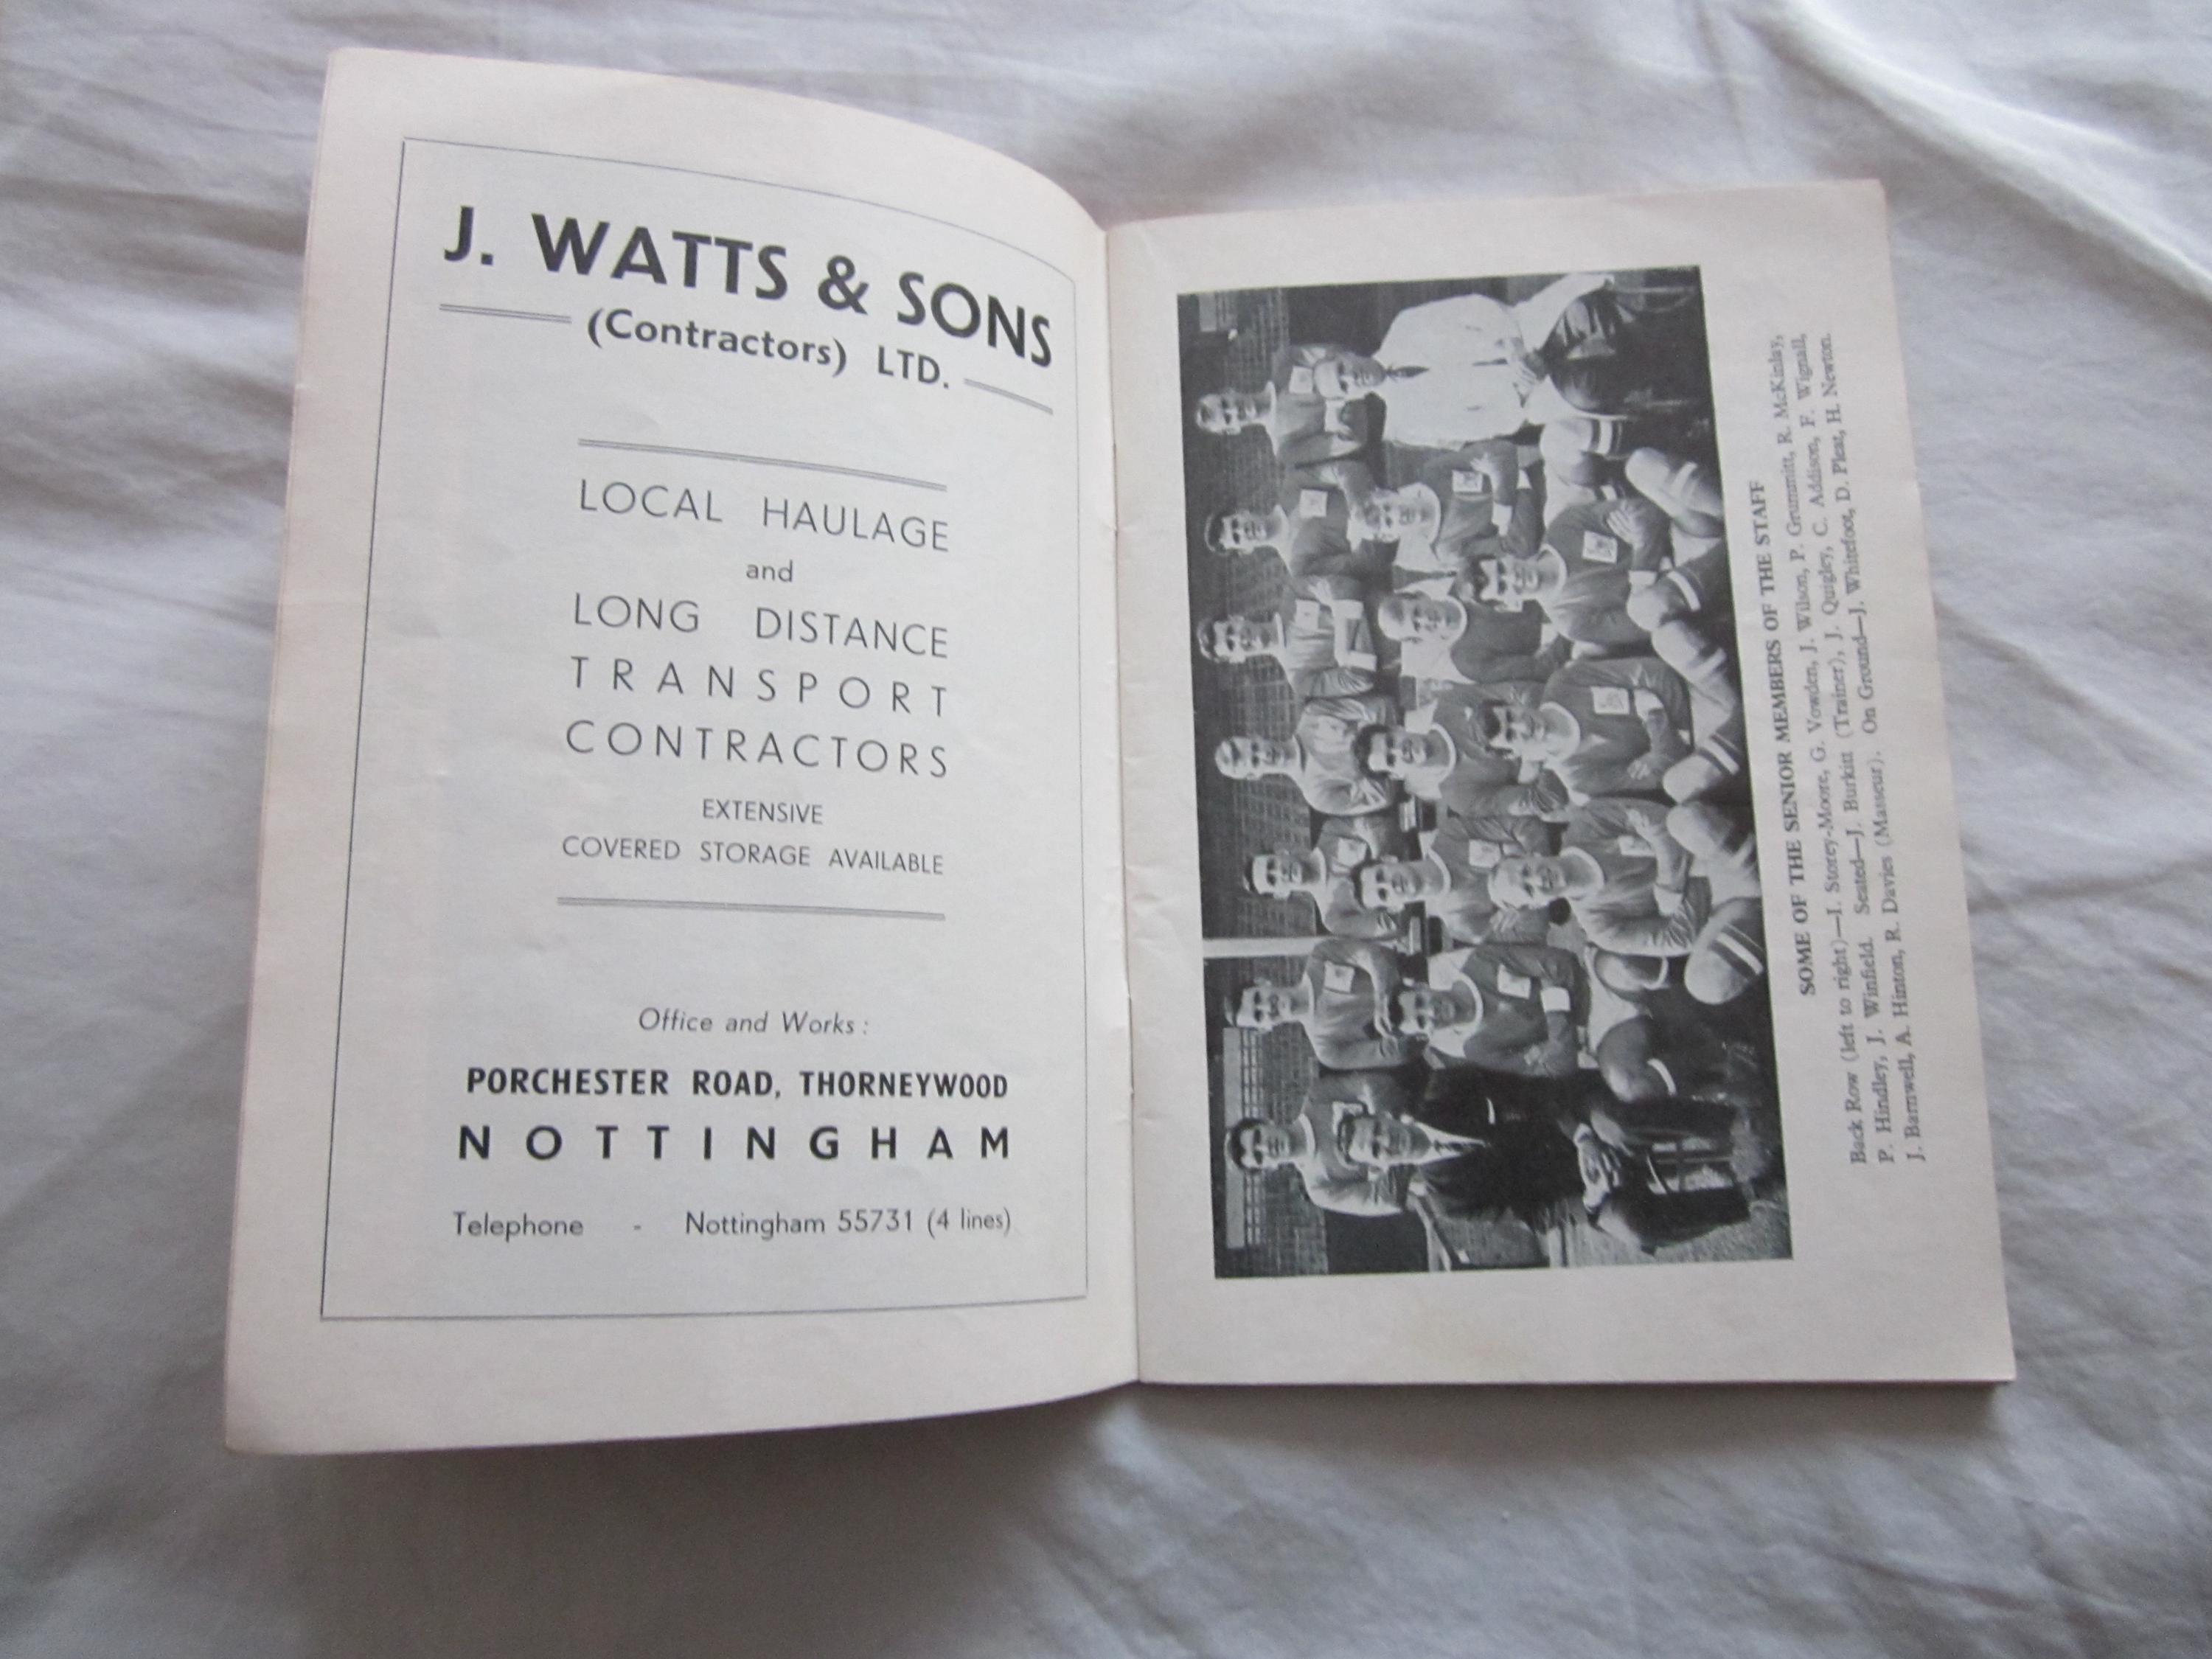 J. WATTS & SONS
(Contractors) LTD.
LOCAL HAULAGE
and
LONG DISTANCE
TRANSPORT
CONTRACTORS
EXTENSIVE
COVERED STORAGE AVAILABLE
Office and Works :
PORCHESTER ROAD, THORNEYWOOD
NOTTINGHAM
Telephone - Nottingham 55731 (4 lines)
SOME OF THE SENIOR MEMBERS OF THE STAFF
Back Row (left to right)—I. Storey-Moore, G. Vowden, J. Wilson, P. Grummitt, R. McKinlay,
P. Hindley, J. Winfield. Seated—J. Burkitt (Trainer), J. Quigley, C. Addison, F. Wignall,
J. Barnwell, A. Hinton, R. Davies (Masseur). On Ground—J. Whitefoot, D. Pleat, H. Newton.